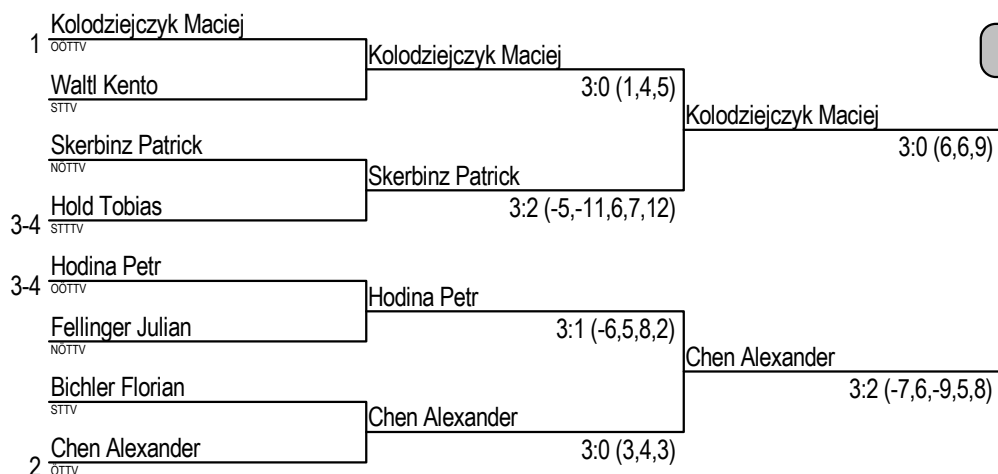 Kolodziejczyk Maciej
1
OÖTTV
Kolodziejczyk Maciej
Waltl Kento
3:0 (1,4,5)
STTV
Kolodziejczyk Maciej
Skerbinz Patrick
3:0 (6,6,9)
NÖTTV
Skerbinz Patrick
Hold Tobias
3:2 (-5,-11,6,7,12)
3-4
STTTV
Hodina Petr
3-4
OÖTTV
Hodina Petr
Fellinger Julian
3:1 (-6,5,8,2)
NÖTTV
Chen Alexander
Bichler Florian
3:2 (-7,6,-9,5,8)
STTV
Chen Alexander
Chen Alexander
3:0 (3,4,3)
2
ÖTTV